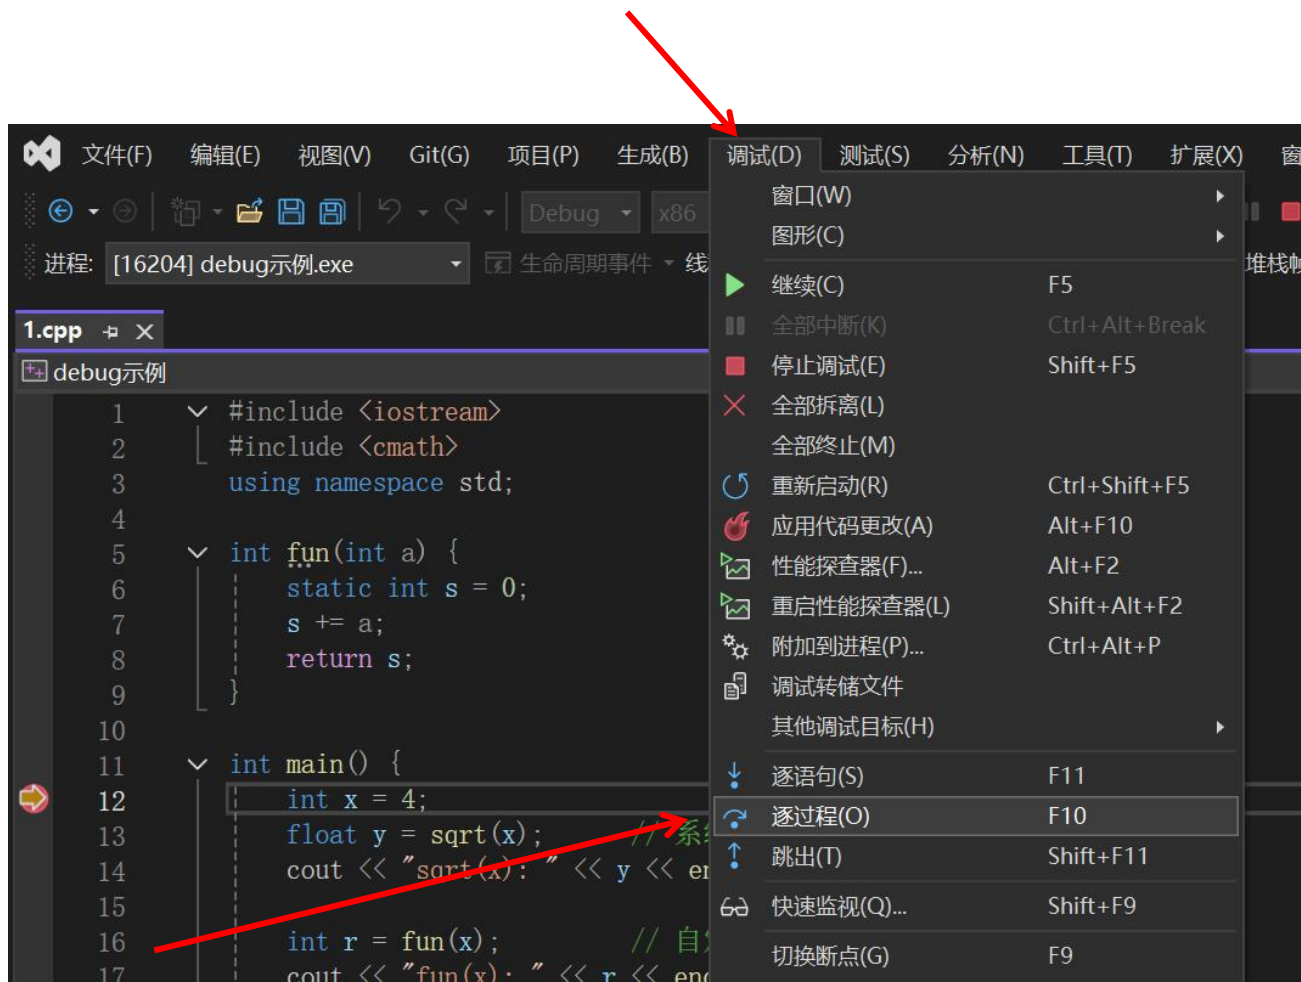 文件(F) 编辑(E) 视图(V) Git(G) 项目(P) 生成(B) 调试(D) 测试(S) 分析(N) 工具(T) 扩展(X) 窗
Debug x86
进程: [16204] debug示例.exe 生命周期事件 线 堆栈帧
1.cpp
debug示例
1 #include <iostream>
2 #include <cmath>
3 using namespace std;
4
5 int fun(int a) {
6 static int s = 0;
7 s += a;
8 return s;
9 }
10
11 int main() {
12 int x = 4;
13 float y = sqrt(x); // 系
14 cout << "sqrt(x): " << y << en
15
16 int r = fun(x); // 自
17 cout << "fun(x): " << r << end
窗口(W)
图形(C)
继续(C) F5
全部中断(K) Ctrl+Alt+Break
停止调试(E) Shift+F5
全部拆离(L)
全部终止(M)
重新启动(R) Ctrl+Shift+F5
应用代码更改(A) Alt+F10
性能探查器(F)... Alt+F2
重启性能探查器(L) Shift+Alt+F2
附加到进程(P)... Ctrl+Alt+P
调试转储文件
其他调试目标(H)
逐语句(S) F11
逐过程(O) F10
跳出(T) Shift+F11
快速监视(Q)... Shift+F9
切换断点(G) F9